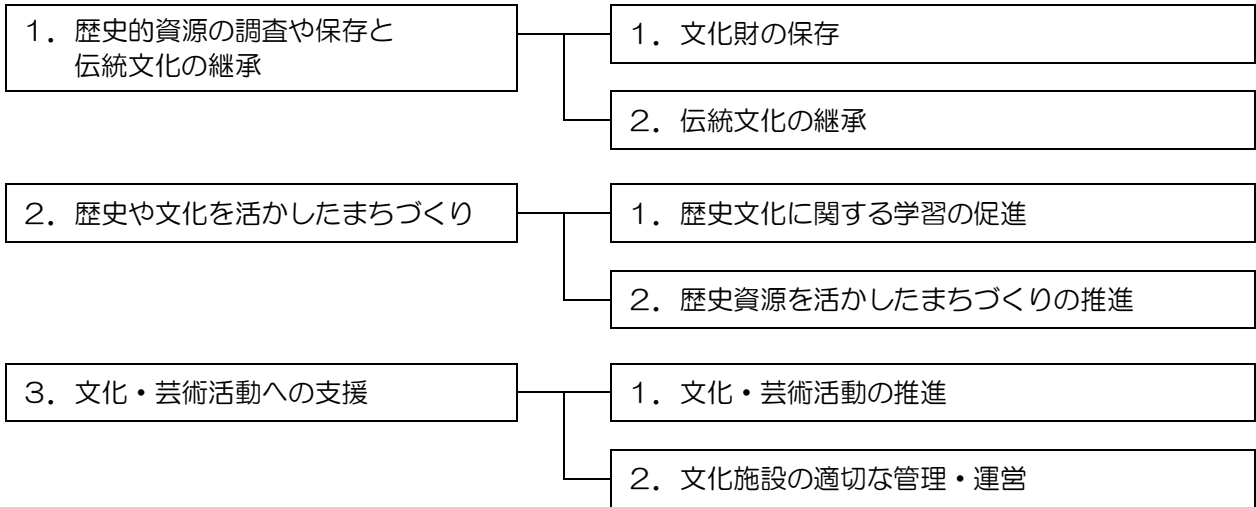 １．歴史的資源の調査や保存と
伝統文化の継承
１．文化財の保存
２．伝統文化の継承
２．歴史や文化を活かしたまちづくり
１．歴史文化に関する学習の促進
２．歴史資源を活かしたまちづくりの推進
３．文化・芸術活動への支援
１．文化・芸術活動の推進
２．文化施設の適切な管理・運営